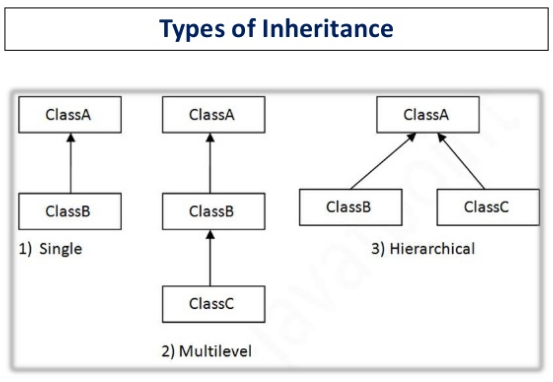 Types of Inheritance
ClassA
ClassB
1) Single
ClassA
ClassB
ClassC
2) Multilevel
ClassA
ClassB
ClassC
3) Hierarchical